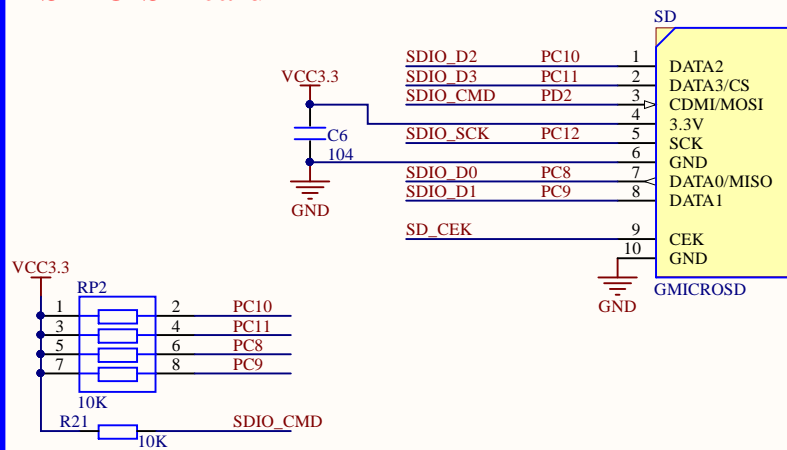 SD
SDIO_D2 PC10 1 DATA2
SDIO_D3 PC11 2 DATA3/CS
VCC3.3
SDIO_CMD PD2 3 CDMI/MOSI
4 3.3V
C6
SDIO_SCK PC12 5 SCK
104
6 GND
SDIO_D0 PC8 7 DATA0/MISO
SDIO_D1 PC9 8 DATA1
GND
SD_CEK 9 CEK
10 GND
GMICROSD
GND
VCC3.3
RP2
1 2 PC10
3 4 PC11
5 6 PC8
7 8 PC9
10K
R21 SDIO_CMD
10K